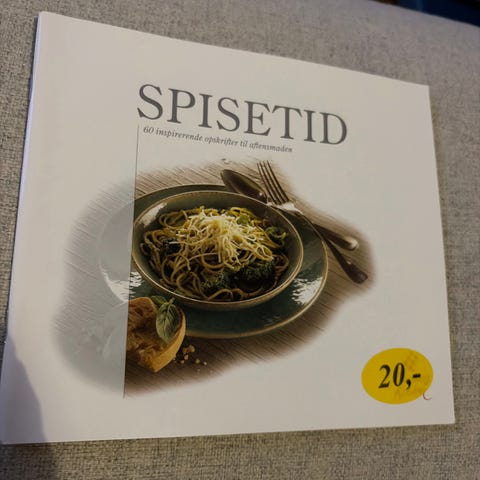 SPISETID
60 inspirerende opskrifter til aftensmaden
20,-